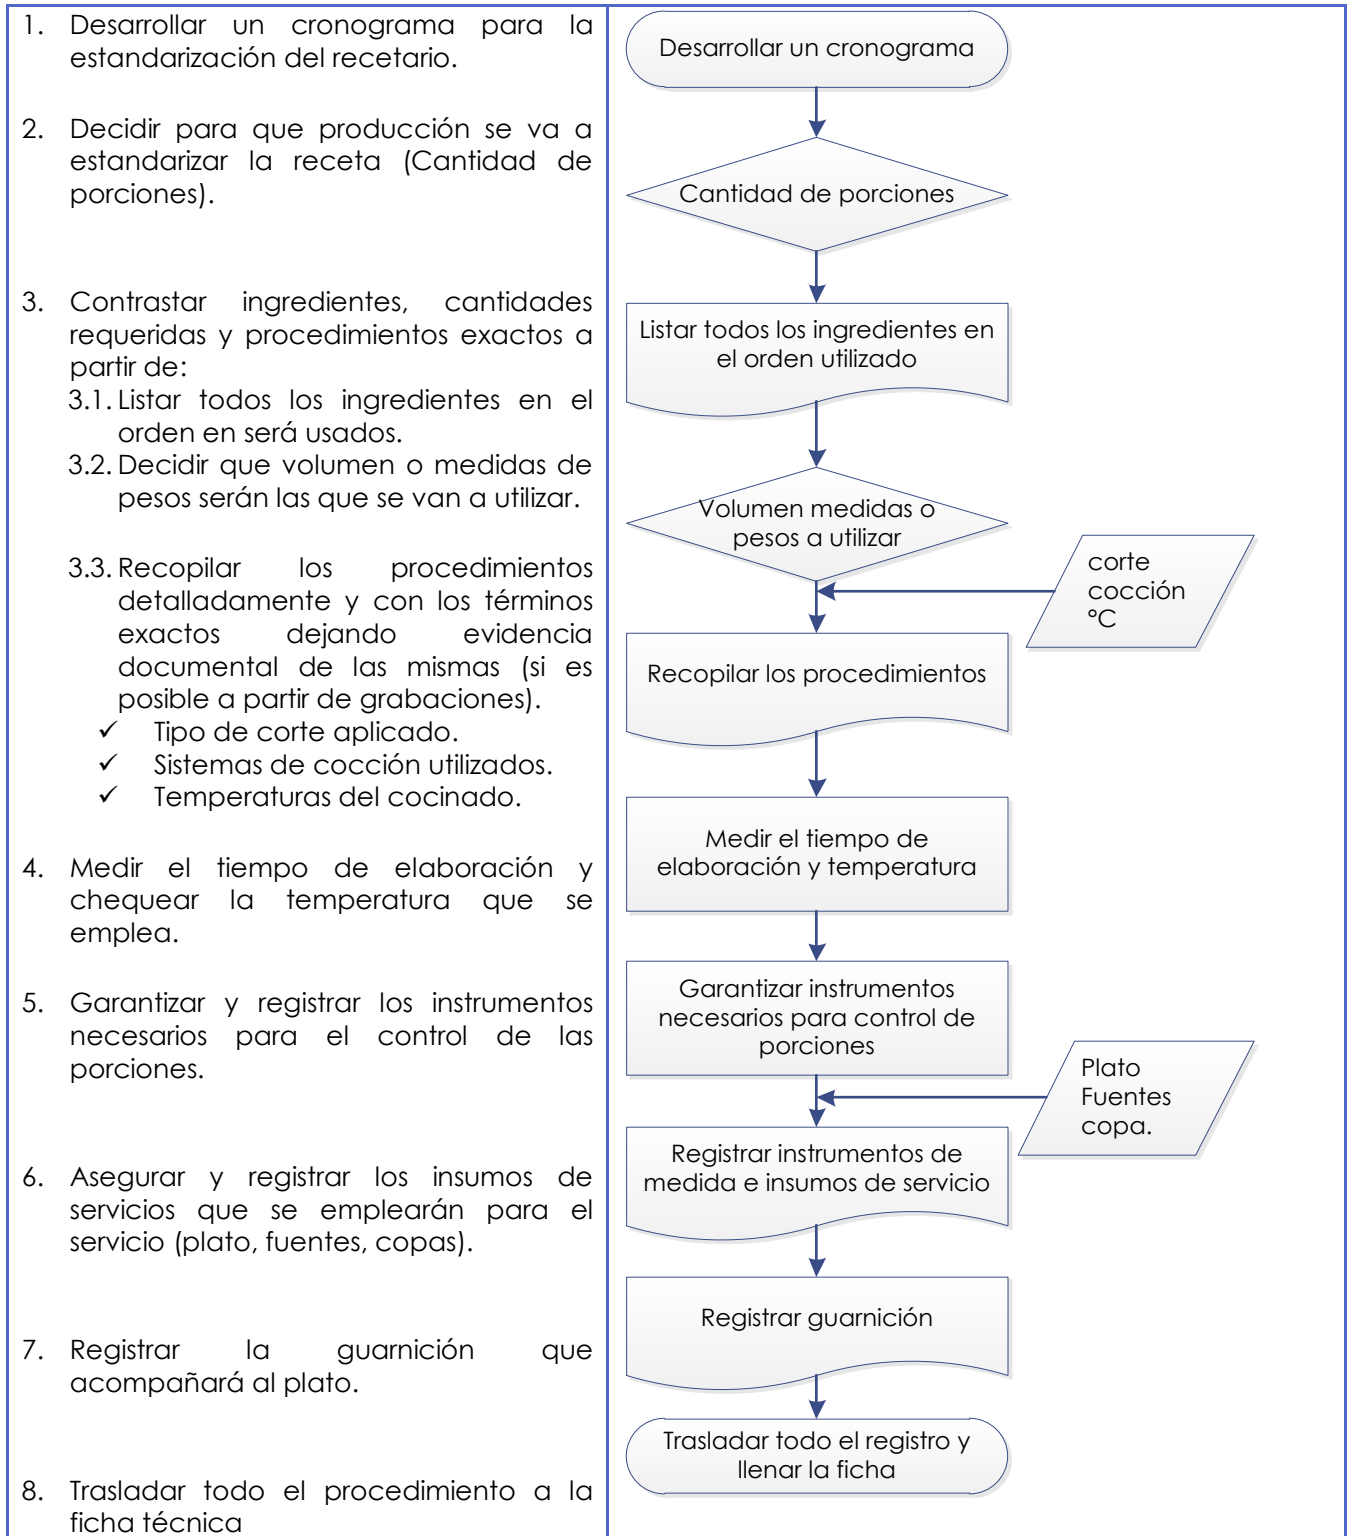 1. Desarrollar un cronograma para la
estandarización del recetario.
2. Decidir para que producción se va a
estandarizar la receta (Cantidad de
porciones).
3. Contrastar ingredientes, cantidades
requeridas y procedimientos exactos a
partir de:
3.1. Listar todos los ingredientes en el
orden en será usados.
3.2. Decidir que volumen o medidas de
pesos serán las que se van a utilizar.
3.3. Recopilar los procedimientos
detalladamente y con los términos
exactos dejando evidencia
documental de las mismas (si es
posible a partir de grabaciones).
✓ Tipo de corte aplicado.
✓ Sistemas de cocción utilizados.
✓ Temperaturas del cocinado.
4. Medir el tiempo de elaboración y
chequear la temperatura que se
emplea.
5. Garantizar y registrar los instrumentos
necesarios para el control de las
porciones.
6. Asegurar y registrar los insumos de
servicios que se emplearán para el
servicio (plato, fuentes, copas).
7. Registrar la guarnición que
acompañará al plato.
8. Trasladar todo el procedimiento a la
ficha técnica
Desarrollar un cronograma
Cantidad de porciones
Listar todos los ingredientes en
el orden utilizado
Volumen medidas o
pesos a utilizar
corte
cocción
°C
Recopilar los procedimientos
Medir el tiempo de
elaboración y temperatura
Garantizar instrumentos
necesarios para control de
porciones
Plato
Fuentes
copa.
Registrar instrumentos de
medida e insumos de servicio
Registrar guarnición
Trasladar todo el registro y
llenar la ficha